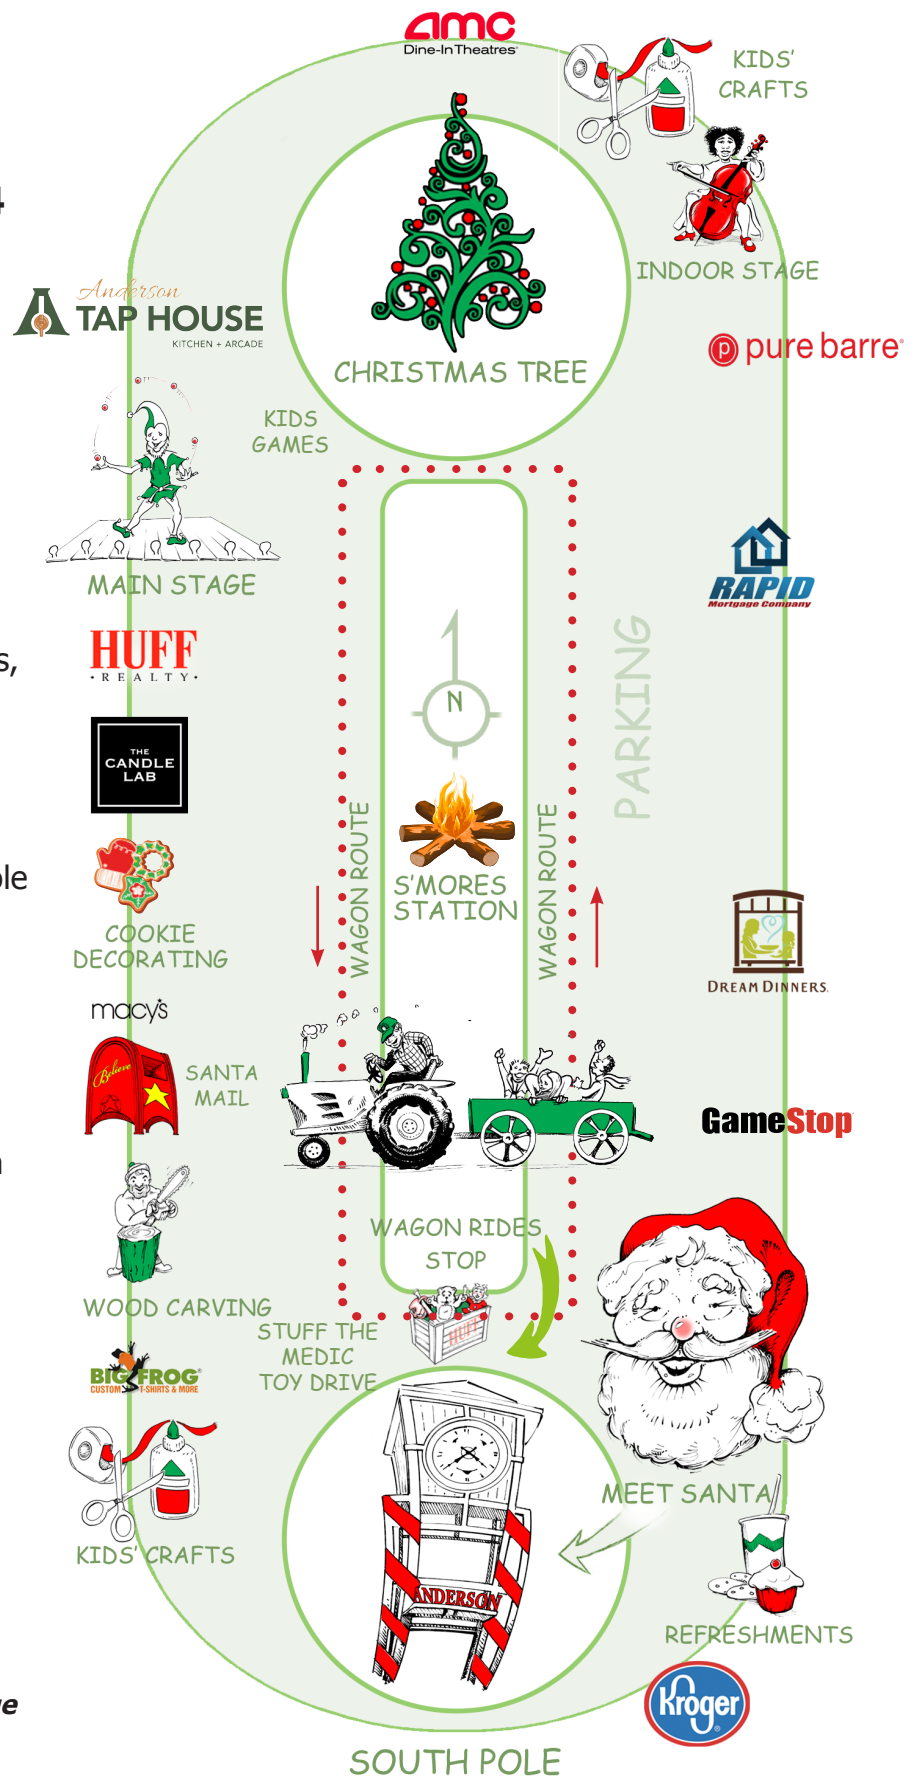 amc
Dine-In Theatres
KIDS'
CRAFTS
4
INDOOR STAGE
Anderson
TAP HOUSE
KITCHEN + ARCADE
p pure barre
CHRISTMAS TREE
KIDS
GAMES
MAIN STAGE
RAPID
Mortgage Company
HUFF
• REALTY •
s,
PARKING
N
THE
CANDLE
LAB
WAGON ROUTE
WAGON ROUTE
S'MORES
STATION
ole
COOKIE
DECORATING
DREAM DINNERS
macy's
Believe
SANTA
MAIL
GameStop
WAGON RIDES
STOP
WOOD CARVING
HUFF
STUFF THE
MEDIC
TOY DRIVE
BIG FROG®
CUSTOM T-SHIRTS & MORE
MEET SANTA
KIDS' CRAFTS
ANDERSON
REFRESHMENTS
Kroger
SOUTH POLE